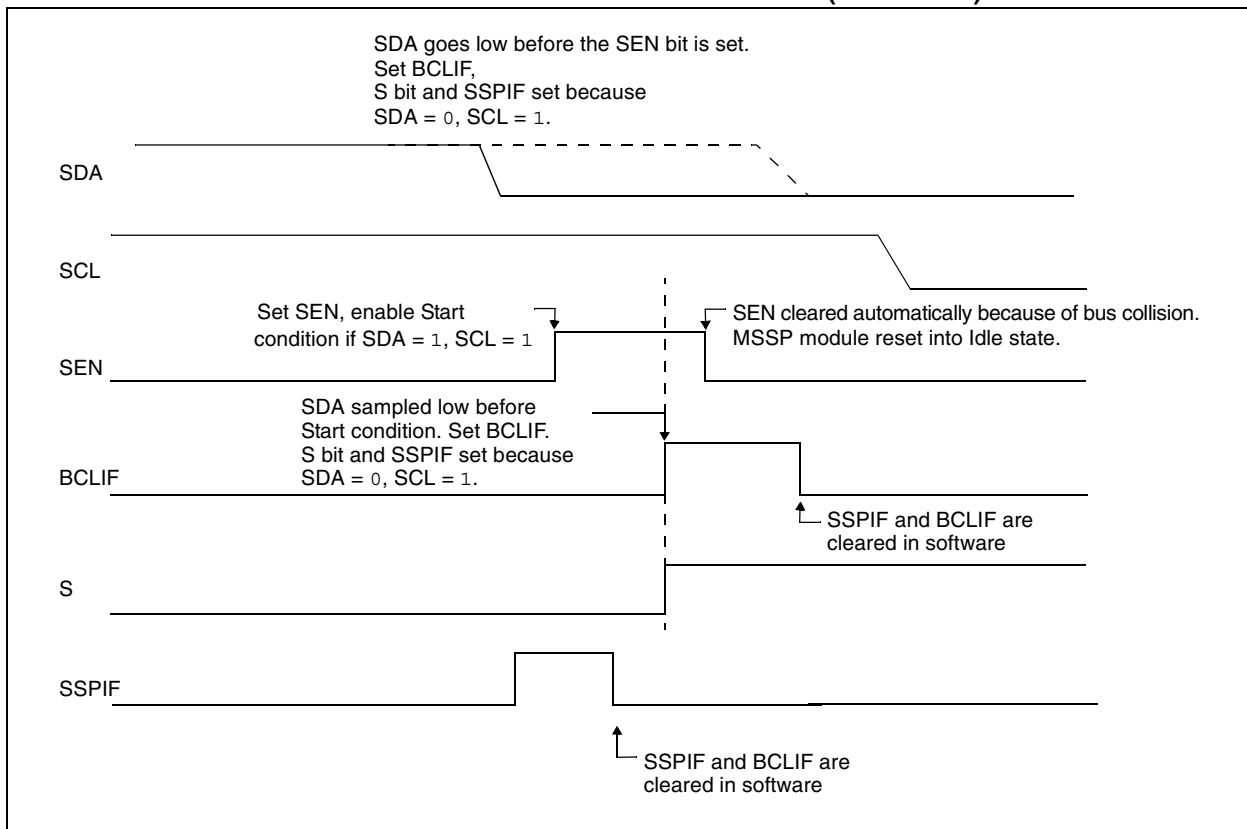 SDA goes low before the SEN bit is set.
Set BCLIF,
S bit and SSPIF set because
SDA = 0, SCL = 1.
SDA
SCL
Set SEN, enable Start
condition if SDA = 1, SCL = 1
SEN cleared automatically because of bus collision.
MSSP module reset into Idle state.
SEN
SDA sampled low before
Start condition. Set BCLIF.
S bit and SSPIF set because
SDA = 0, SCL = 1.
BCLIF
SSPIF and BCLIF are
cleared in software
S
SSPIF
SSPIF and BCLIF are
cleared in software